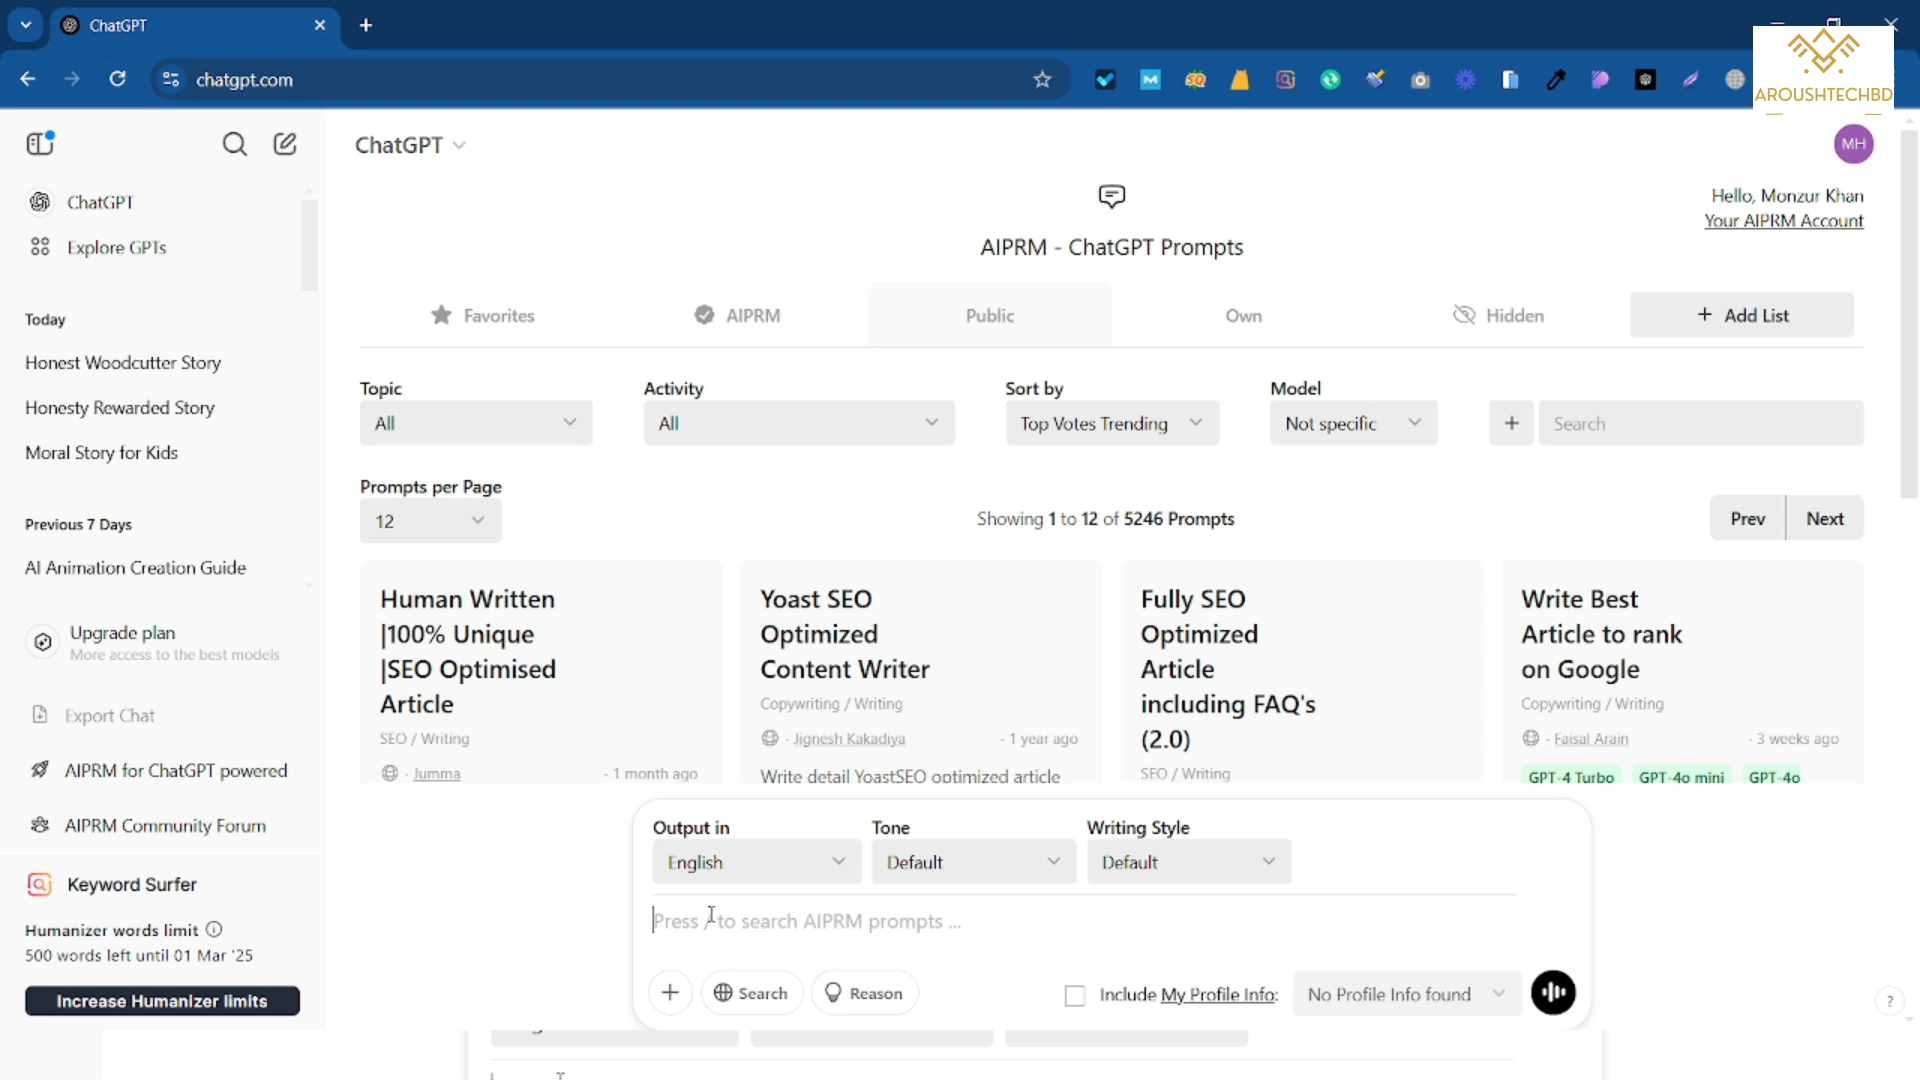 ChatGPT
chatgpt.com
AROUSHTECHBD
ChatGPT
MH
ChatGPT
Explore GPTs
Hello, Monzur Khan
Your AIPRM Account
AIPRM - ChatGPT Prompts
Favorites
AIPRM
Public
Own
Hidden
+ Add List
Today
Honest Woodcutter Story
Honesty Rewarded Story
Moral Story for Kids
Previous 7 Days
AI Animation Creation Guide
Upgrade plan
More access to the best models
Export Chat
AIPRM for ChatGPT powered
AIPRM Community Forum
Keyword Surfer
Humanizer words limit
500 words left until 01 Mar '25
Increase Humanizer limits
Topic
All
Activity
All
Sort by
Top Votes Trending
Model
Not specific
+
Search
Prompts per Page
12
Showing 1 to 12 of 5246 Prompts
Prev
Next
Human Written
|100% Unique
|SEO Optimised
Article
SEO / Writing
· Jumma
· 1 month ago
Yoast SEO
Optimized
Content Writer
Copywriting / Writing
· Jignesh Kakadiya
· 1 year ago
Write detail YoastSEO optimized article
Fully SEO
Optimized
Article
including FAQ's
(2.0)
SEO / Writing
Write Best
Article to rank
on Google
Copywriting / Writing
· Faisal Arain
· 3 weeks ago
GPT-4 Turbo
GPT-4o mini
GPT-4o
Output in
English
Tone
Default
Writing Style
Default
Press / to search AIPRM prompts ...
+
Search
Reason
Include My Profile Info:
No Profile Info found
?